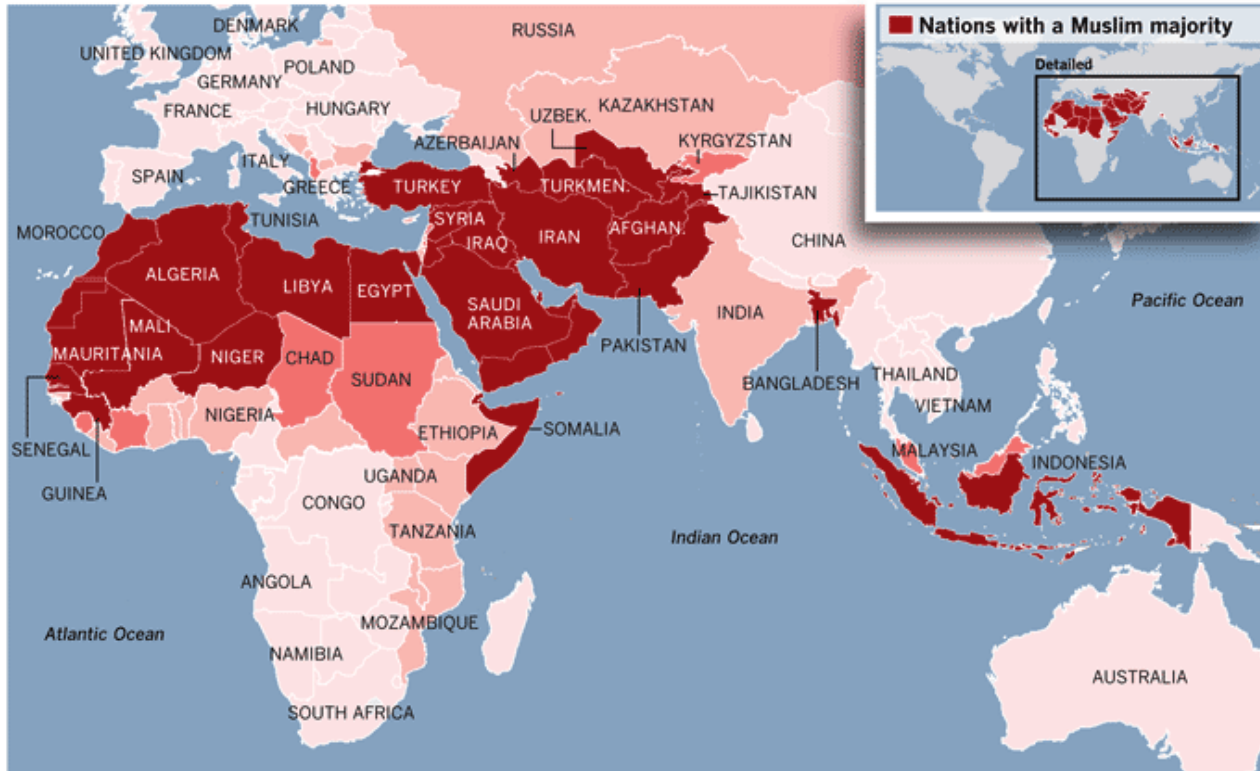 Nations with a Muslim majority
Detailed
DENMARK
RUSSIA
UNITED KINGDOM
POLAND
GERMANY
FRANCE
HUNGARY
KAZAKHSTAN
UZBEK.
AZERBAIJAN
KYRGYZSTAN
ITALY
SPAIN
GREECE
TURKEY
TURKMEN.
TAJIKISTAN
TUNISIA
SYRIA
MOROCCO
IRAQ
IRAN
AFGHAN.
CHINA
ALGERIA
LIBYA
EGYPT
SAUDI
ARABIA
Pacific Ocean
INDIA
MALI
PAKISTAN
MAURITANIA
NIGER
CHAD
SUDAN
BANGLADESH
THAILAND
VIETNAM
NIGERIA
ETHIOPIA
SOMALIA
SENEGAL
MALAYSIA
INDONESIA
GUINEA
UGANDA
CONGO
TANZANIA
Indian Ocean
ANGOLA
MOZAMBIQUE
Atlantic Ocean
NAMIBIA
AUSTRALIA
SOUTH AFRICA